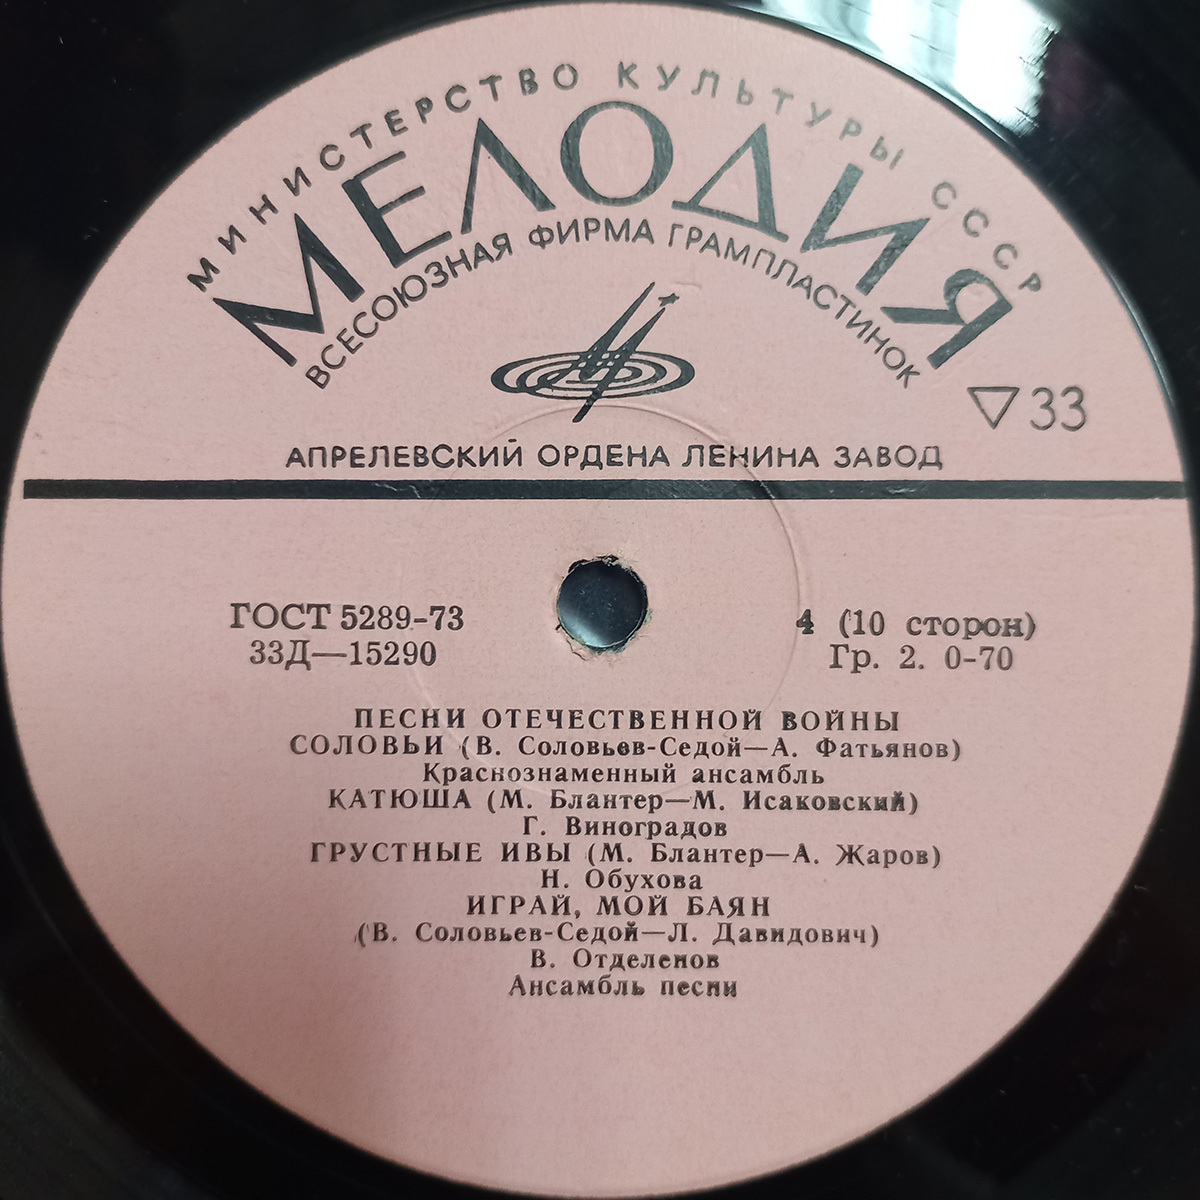 МИНИСТЕРСТВО КУЛЬТУРЫ СССР
МЕЛОДИЯ
ВСЕСОЮЗНАЯ ФИРМА ГРАМПЛАСТИНОК
▽33
АПРЕЛЕВСКИЙ ОРДЕНА ЛЕНИНА ЗАВОД
ГОСТ 5289-73
33Д—15290
4 (10 сторон)
Гр. 2. 0-70
ПЕСНИ ОТЕЧЕСТВЕННОЙ ВОЙНЫ
СОЛОВЬИ (В. Соловьев-Седой—А. Фатьянов)
Краснознаменный ансамбль
КАТЮША (М. Блантер—М. Исаковский)
Г. Виноградов
ГРУСТНЫЕ ИВЫ (М. Блантер—А. Жаров)
Н. Обухова
ИГРАЙ, МОЙ БАЯН
(В. Соловьев-Седой—Л. Давидович)
В. Отделенов
Ансамбль песни